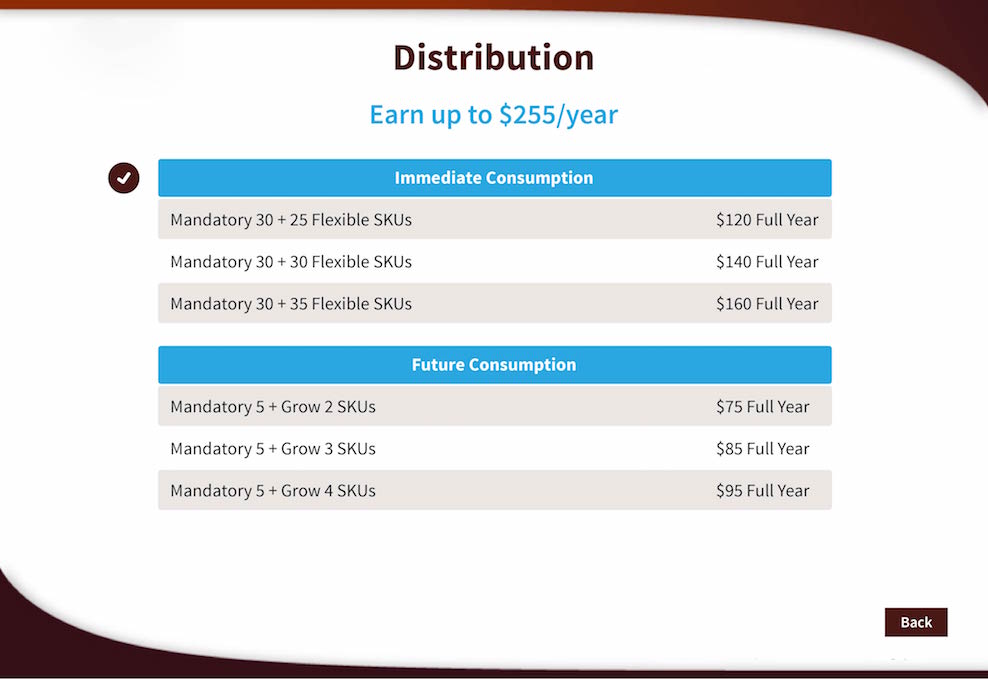 Distribution
Earn up to $255/year
Immediate Consumption
Mandatory 30 + 25 Flexible SKUs $120 Full Year
Mandatory 30 + 30 Flexible SKUs $140 Full Year
Mandatory 30 + 35 Flexible SKUs $160 Full Year
Future Consumption
Mandatory 5 + Grow 2 SKUs $75 Full Year
Mandatory 5 + Grow 3 SKUs $85 Full Year
Mandatory 5 + Grow 4 SKUs $95 Full Year
Back